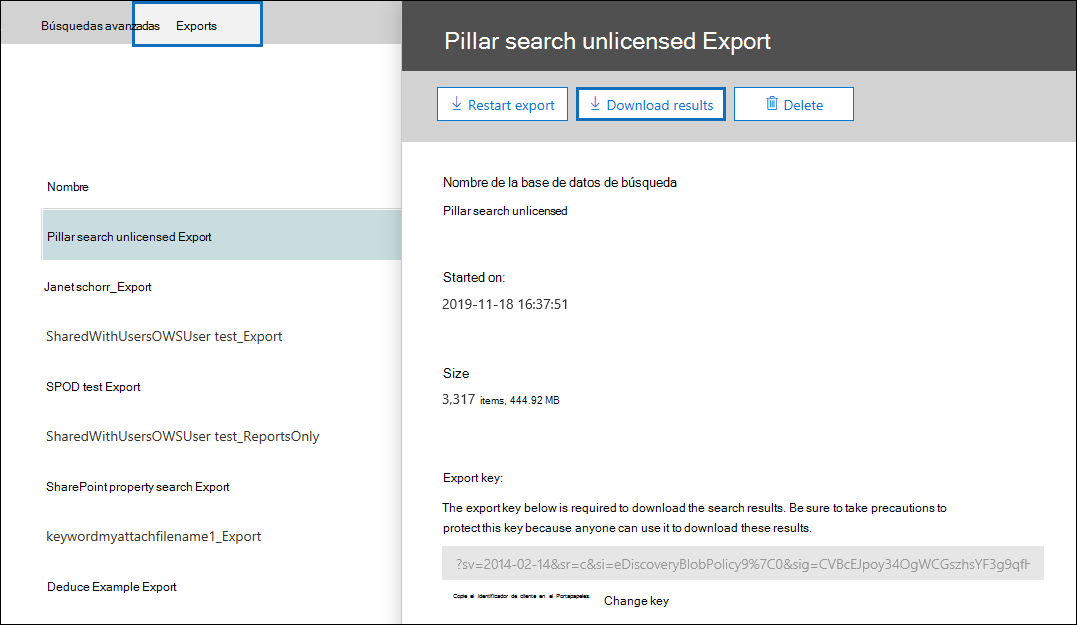 Búsquedas avanzadas Exports
Nombre
Pillar search unlicensed Export
Janet schorr_Export
SharedWithUsersOWSUser test_Export
SPOD test Export
SharedWithUsersOWSUser test_ReportsOnly
SharePoint property search Export
keywordmyattachfilename1_Export
Deduce Example Export
Pillar search unlicensed Export
Restart export Download results Delete
Nombre de la base de datos de búsqueda
Pillar search unlicensed
Started on:
2019-11-18 16:37:51
Size
3,317 items, 444.92 MB
Export key:
The export key below is required to download the search results. Be sure to take precautions to
protect this key because anyone can use it to download these results.
?sv=2014-02-14&sr=c&si=eDiscoveryBlobPolicy9%7C0&sig=CVBcEJpoy34OgWCGszhsYF3g9qfH
Copie el identificador de cliente en el Portapapeles. Change key